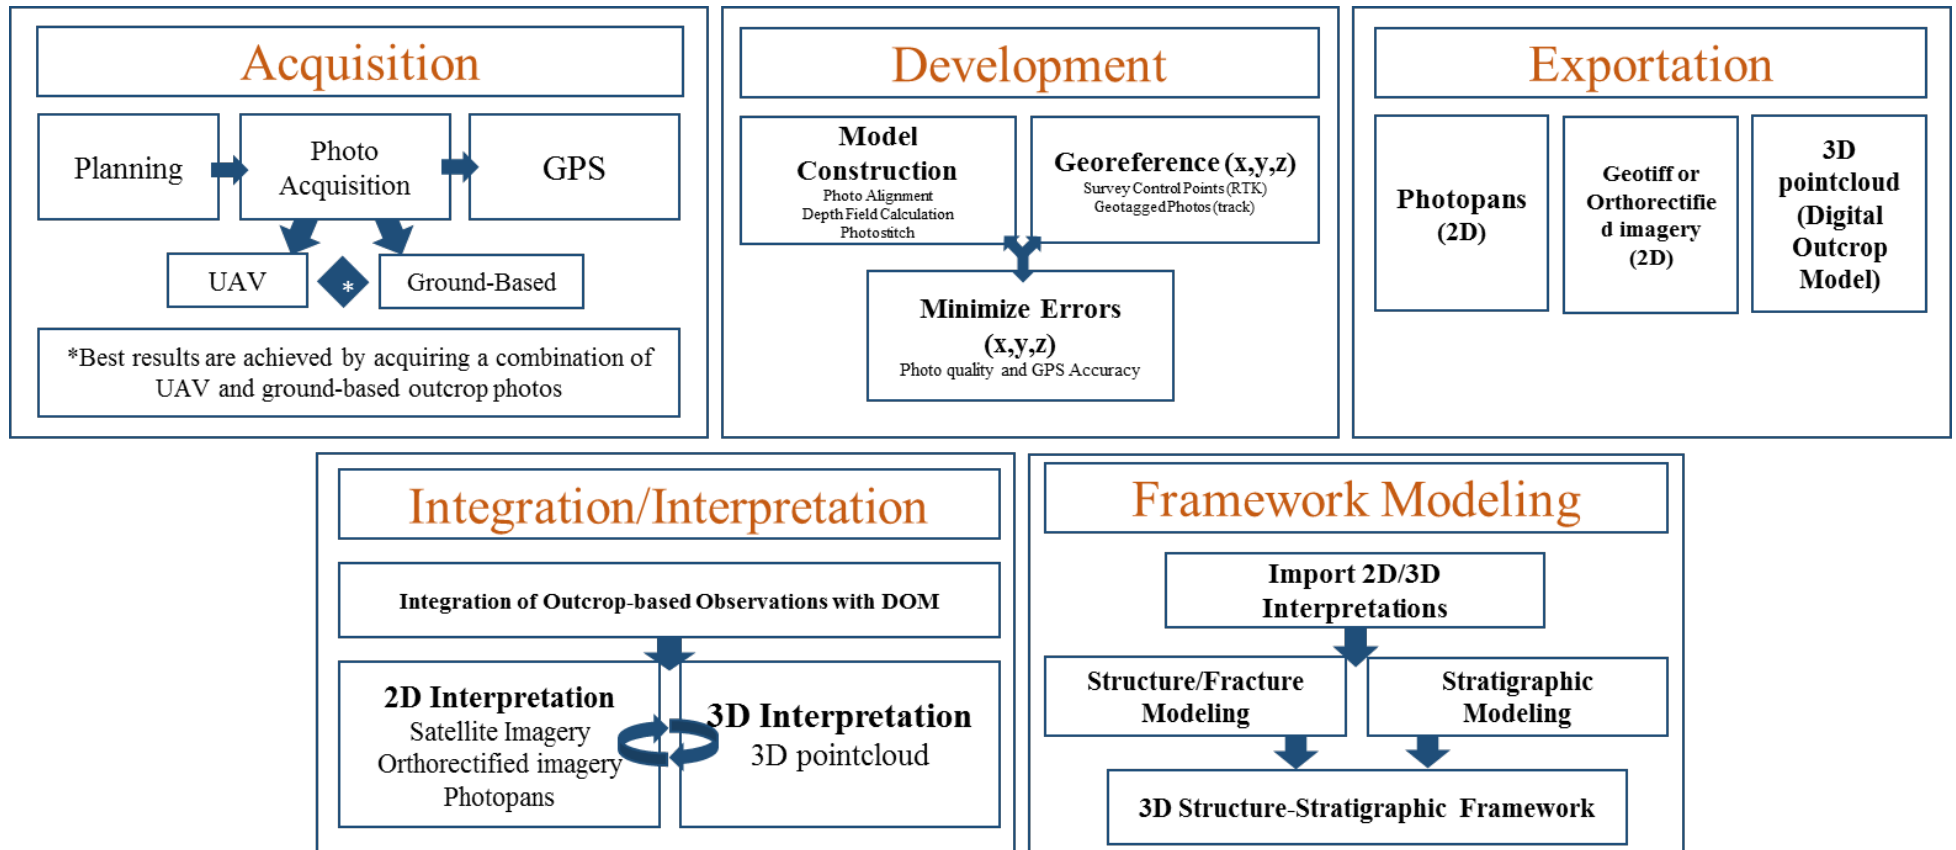 Acquisition
Planning
Photo
Acquisition
GPS
UAV
*
Ground-Based
*Best results are achieved by acquiring a combination of
UAV and ground-based outcrop photos
Development
Model
Construction
Photo Alignment
Depth Field Calculation
Photostitch
Georeference (x,y,z)
Survey Control Points (RTK)
Geotagged Photos (track)
Minimize Errors
(x,y,z)
Photo quality and GPS Accuracy
Exportation
Photopans
(2D)
Geotiff or
Orthorectifie
d imagery
(2D)
3D
pointcloud
(Digital
Outcrop
Model)
Integration/Interpretation
Integration of Outcrop-based Observations with DOM
2D Interpretation
Satellite Imagery
Orthorectified imagery
Photopans
3D Interpretation
3D pointcloud
Framework Modeling
Import 2D/3D
Interpretations
Structure/Fracture
Modeling
Stratigraphic
Modeling
3D Structure-Stratigraphic Framework